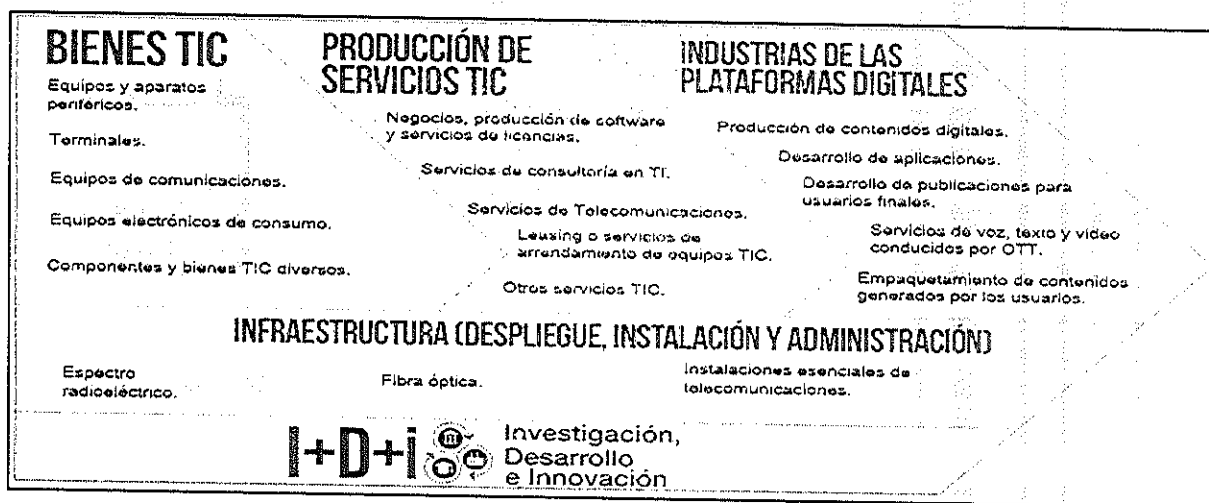 BIENES TIC
Equipos y aparatos
periféricos.
Terminales.
Equipos de comunicaciones.
Equipos electrónicos de consumo.
Componentes y bienes TIC diversos.
PRODUCCIÓN DE
SERVICIOS TIC
Negocios, producción de software
y servicios de licencias.
Servicios de consultoría en TI.
Servicios de Telecomunicaciones.
Leasing o servicios de
arrendamiento de equipos TIC.
Otros servicios TIC.
INDUSTRIAS DE LAS
PLATAFORMAS DIGITALES
Producción de contenidos digitales.
Desarrollo de aplicaciones.
Desarrollo de publicaciones para
usuarios finales.
Servicios de voz, texto y video
conducidos por OTT.
Empaquetamiento de contenidos
generados por los usuarios.
INFRAESTRUCTURA (DESPLIEGUE, INSTALACIÓN Y ADMINISTRACIÓN)
Espectro
radioeléctrico.
Fibra óptica.
Instalaciones esenciales de
telecomunicaciones.
I+D+i
Investigación,
Desarrollo
e Innovación